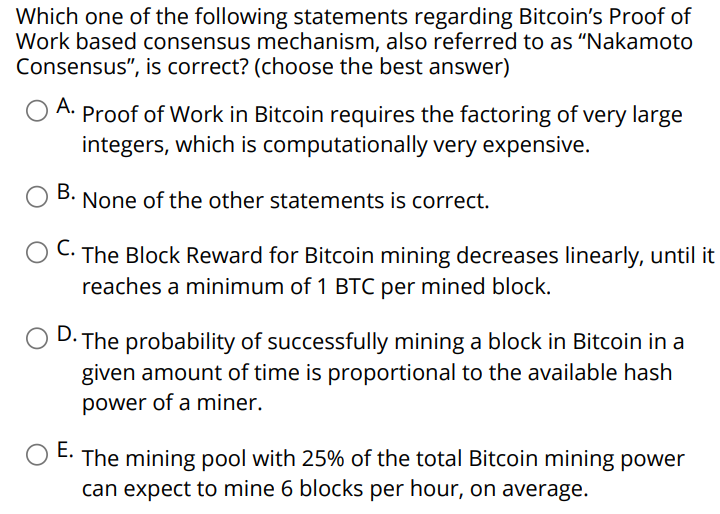 Which one of the following statements regarding Bitcoin’s Proof of
Work based consensus mechanism, also referred to as “Nakamoto
Consensus”, is correct? (choose the best answer)
A. Proof of Work in Bitcoin requires the factoring of very large
integers, which is computationally very expensive.
B. None of the other statements is correct.
C. The Block Reward for Bitcoin mining decreases linearly, until it
reaches a minimum of 1 BTC per mined block.
D. The probability of successfully mining a block in Bitcoin in a
given amount of time is proportional to the available hash
power of a miner.
E. The mining pool with 25% of the total Bitcoin mining power
can expect to mine 6 blocks per hour, on average.